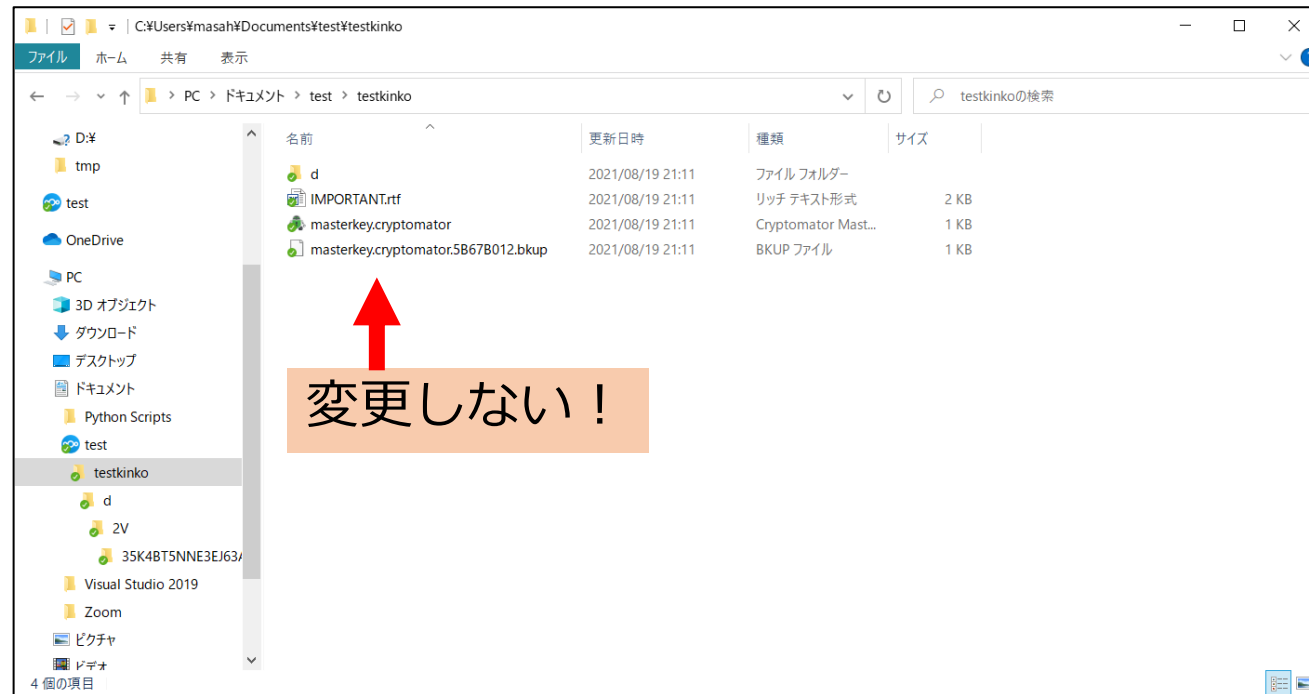 C:¥Users¥masah¥Documents¥test¥testkinko
ファイル ホーム 共有 表示
PC > ドキュメント > test > testkinko
testkinkoの検索
D:¥
tmp
test
OneDrive
PC
3D オブジェクト
ダウンロード
デスクトップ
ドキュメント
Python Scripts
test
testkinko
d
2V
35K4BT5NNE3EJ63A
Visual Studio 2019
Zoom
ピクチャ
ビデオ
名前 更新日時 種類 サイズ
d 2021/08/19 21:11 ファイル フォルダー
IMPORTANT.rtf 2021/08/19 21:11 リッチ テキスト形式 2 KB
masterkey.cryptomator 2021/08/19 21:11 Cryptomator Mast... 1 KB
masterkey.cryptomator.5B67B012.bkup 2021/08/19 21:11 BKUP ファイル 1 KB
変更しない！
4 個の項目